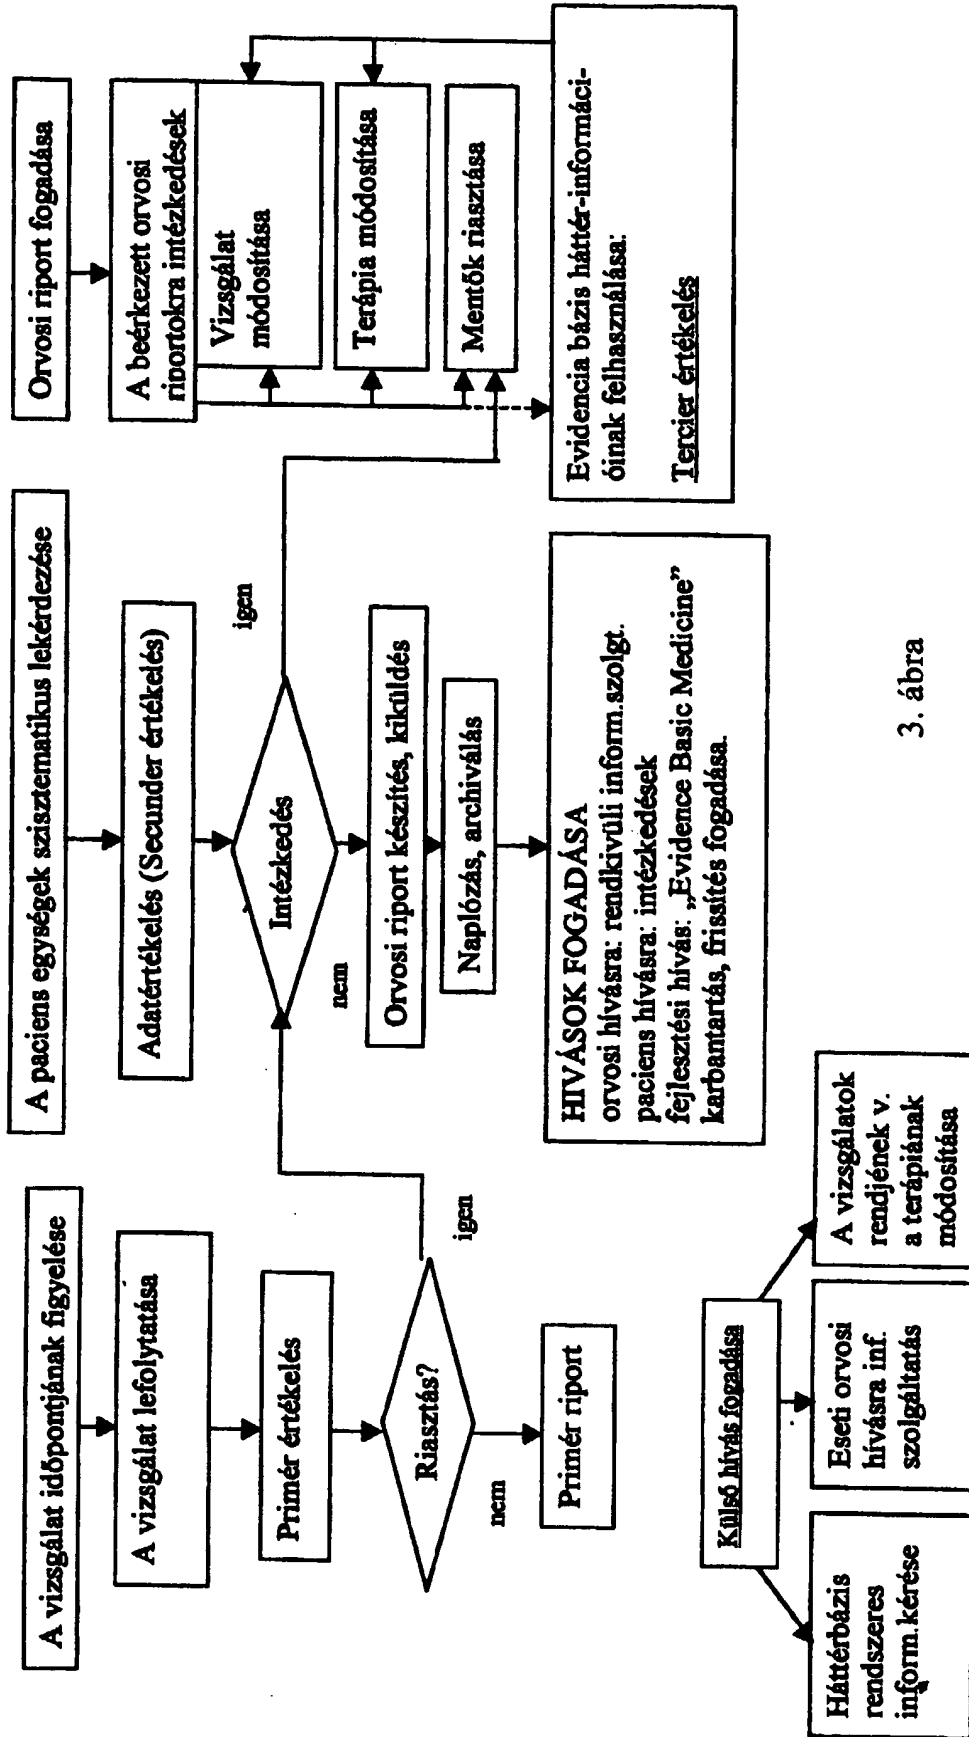 A vizsgálat időpontjának figyelése
A vizsgálat lefolytatása
Primér értékelés
Riasztás?
igen
nem
Primér riport
Külső hívás fogadása
Háttérbázis
rendszeres
inform.kérése
Eseti orvosi
hívásra inf.
szolgáltatás
A vizsgálatok
rendjének v.
a terápiának
módosítása
A paciens egységek szisztematikus lekérdezése
Adatértékelés (Secunder értékelés)
Intézkedés
igen
nem
Orvosi riport készítés, kiküldés
Naplózás, archiválás
HIVÁSOK FOGADÁSA
orvosi hívásra: rendkivüli inform.szolgt.
paciens hívásra: intézkedések
fejlesztési hívás: „Evidence Basic Medicine”
karbantartás, frissítés fogadása.
Orvosi riport fogadása
A beérkezett orvosi
riportokra intézkedések
Vizsgálat
módosítása
Terápia módosítása
Mentők riasztása
Evidencia bázis háttér-informáci-
óinak felhasználása:
Tercier értékelés
3. ábra